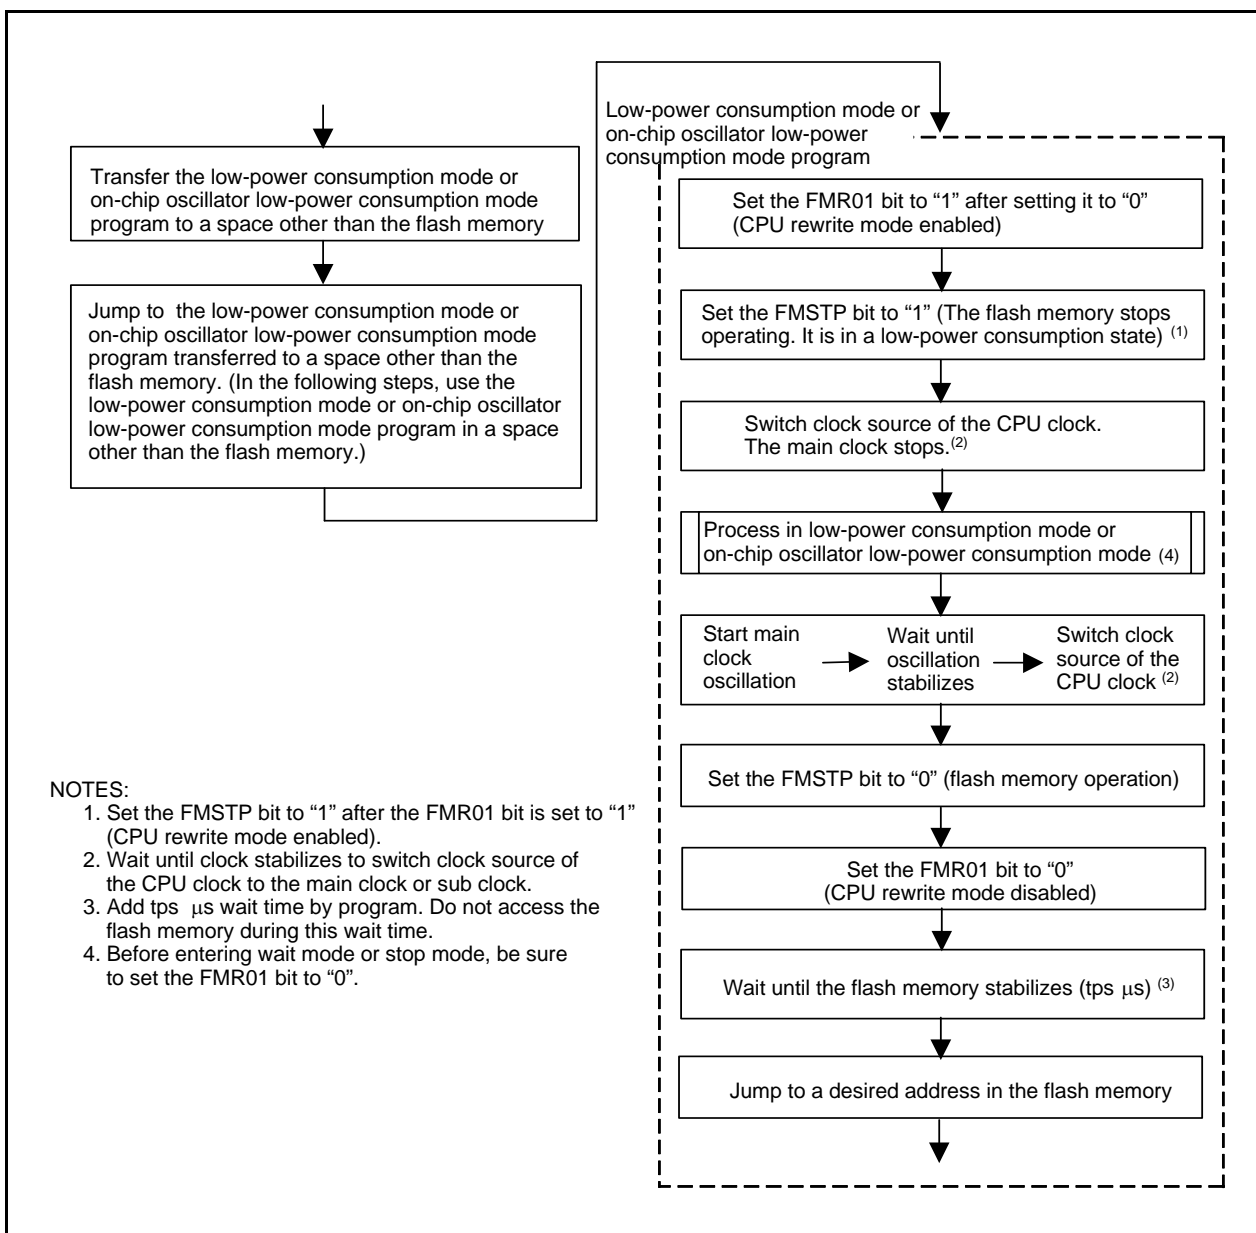 Transfer the low-power consumption mode or
on-chip oscillator low-power consumption mode
program to a space other than the flash memory
Jump to the low-power consumption mode or
on-chip oscillator low-power consumption mode
program transferred to a space other than the
flash memory. (In the following steps, use the
low-power consumption mode or on-chip oscillator
low-power consumption mode program in a space
other than the flash memory.)
Low-power consumption mode or
on-chip oscillator low-power
consumption mode program
Set the FMR01 bit to “1” after setting it to “0”
(CPU rewrite mode enabled)
Set the FMSTP bit to “1” (The flash memory stops
operating. It is in a low-power consumption state) (1)
Switch clock source of the CPU clock.
The main clock stops.(2)
Process in low-power consumption mode or
on-chip oscillator low-power consumption mode (4)
Start main
clock
oscillation
Wait until
oscillation
stabilizes
Switch clock
source of the
CPU clock (2)
Set the FMSTP bit to “0” (flash memory operation)
Set the FMR01 bit to “0”
(CPU rewrite mode disabled)
Wait until the flash memory stabilizes (tps μs) (3)
Jump to a desired address in the flash memory
NOTES:
1. Set the FMSTP bit to “1” after the FMR01 bit is set to “1”
(CPU rewrite mode enabled).
2. Wait until clock stabilizes to switch clock source of
the CPU clock to the main clock or sub clock.
3. Add tps μs wait time by program. Do not access the
flash memory during this wait time.
4. Before entering wait mode or stop mode, be sure
to set the FMR01 bit to “0”.